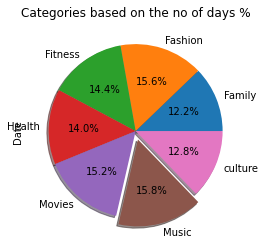 Categories based on the no of days %
Fashion
Fitness
15.6%
14.4%
Family
12.2%
Health
14.0%
Date
12.8%
culture
15.2%
15.8%
Movies
Music